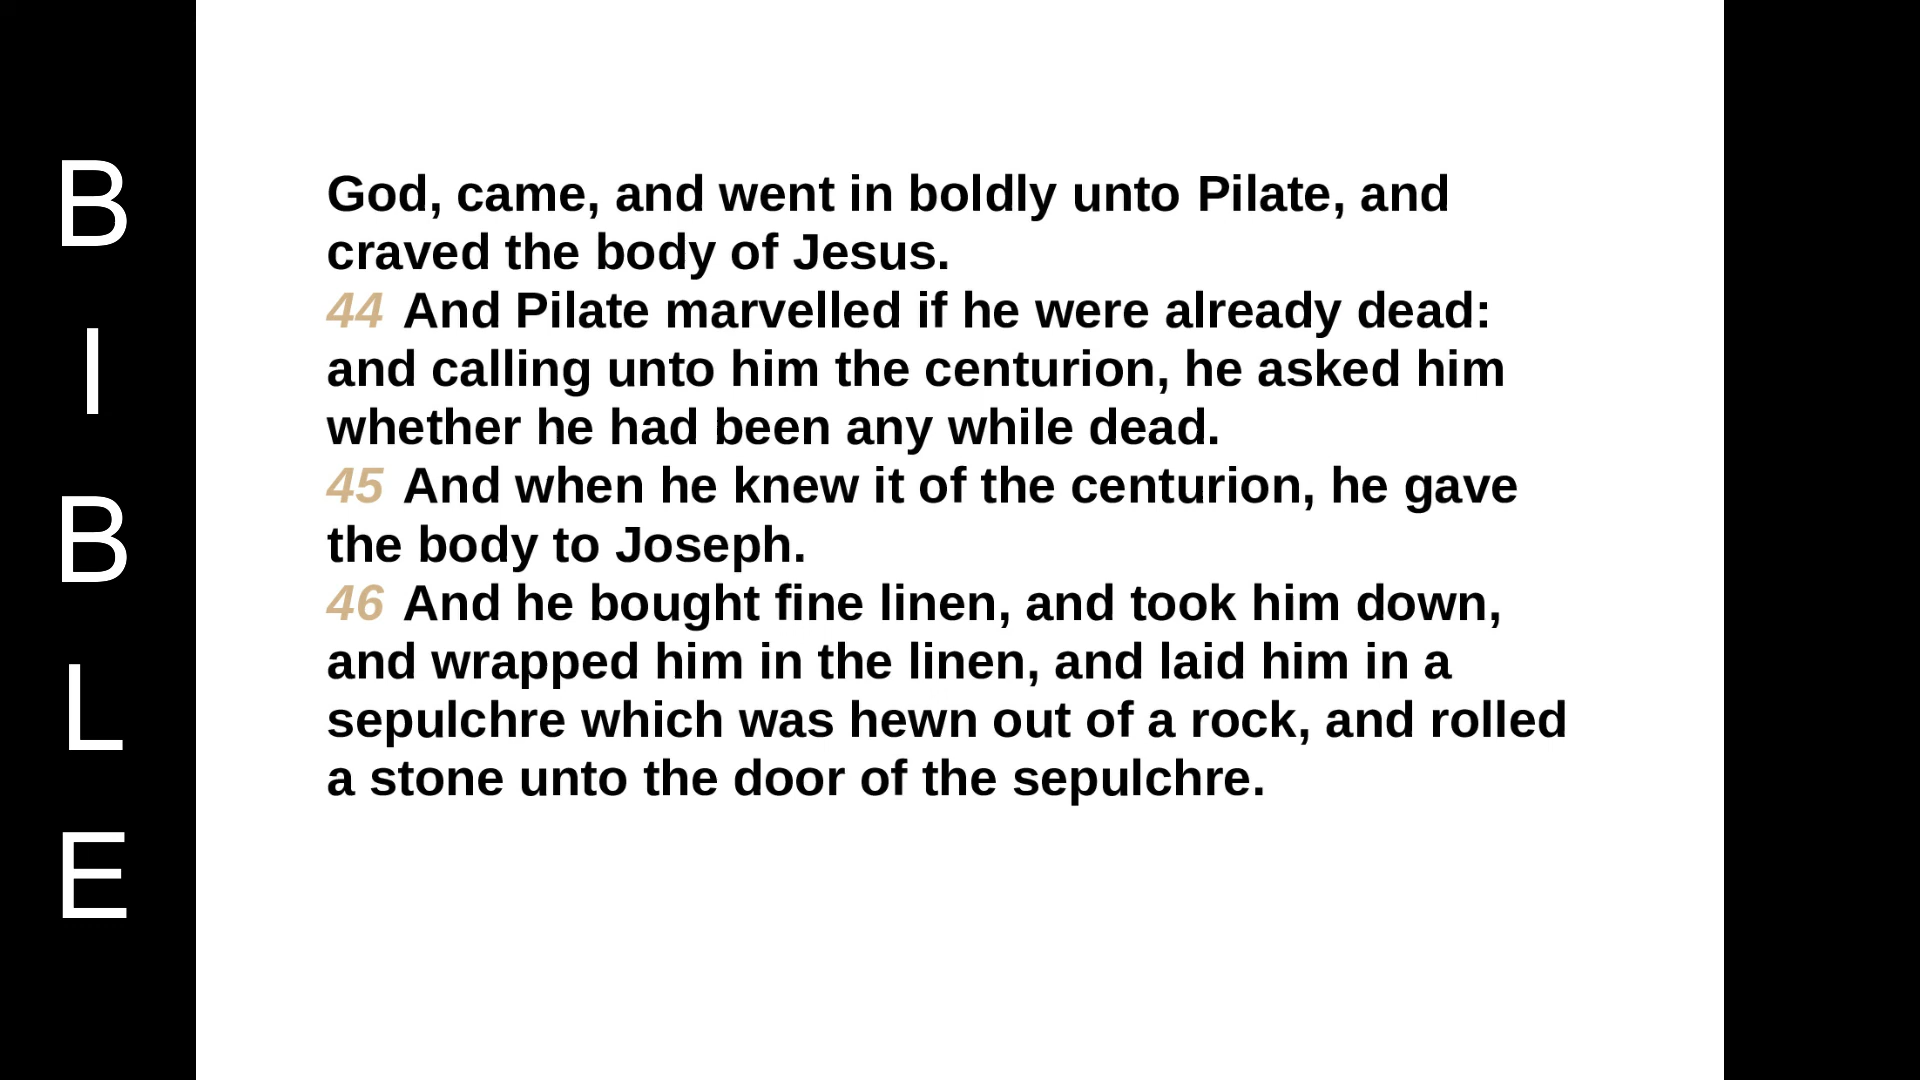 B
I
B
L
E
God, came, and went in boldly unto Pilate, and
craved the body of Jesus.
44 And Pilate marvelled if he were already dead:
and calling unto him the centurion, he asked him
whether he had been any while dead.
45 And when he knew it of the centurion, he gave
the body to Joseph.
46 And he bought fine linen, and took him down,
and wrapped him in the linen, and laid him in a
sepulchre which was hewn out of a rock, and rolled
a stone unto the door of the sepulchre.